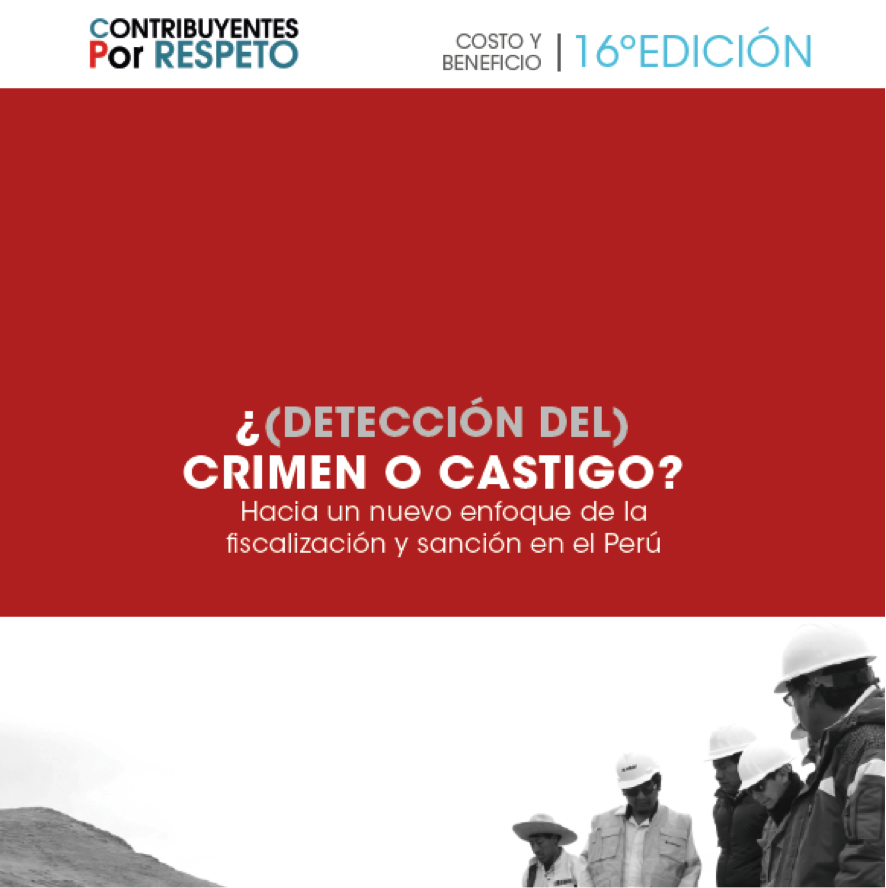 CONTRIBUYENTES
Por RESPETO
COSTO Y
BENEFICIO
16°EDICIÓN
¿(DETECCIÓN DEL)
CRIMEN O CASTIGO?
Hacia un nuevo enfoque de la
fiscalización y sanción en el Perú